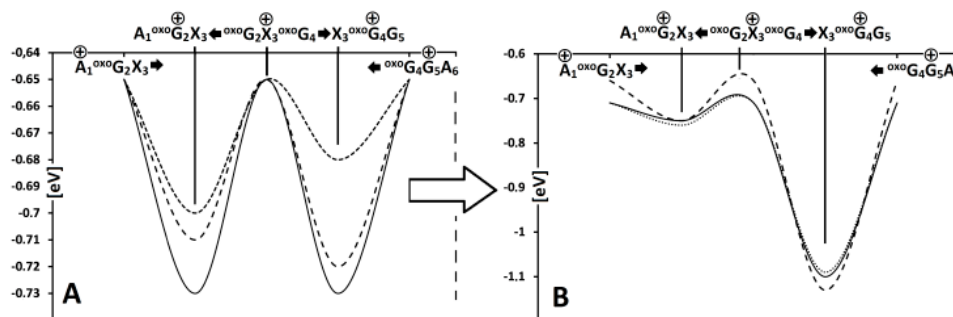 ⊕ ⊕ ⊕
A₁ᵒˣᵒG₂X₃ ← ᵒˣᵒG₂X₃ᵒˣᵒG₄ → X₃ᵒˣᵒG₄G₅
-0,64
⊕ ⊕
A₁ᵒˣᵒG₂X₃ → ← ᵒˣᵒG₄G₅A₆
-0.65
-0.66
-0.67
-0.68
[eV]
-0.69
-0.7
-0.71
-0.72
-0.73
A
⊕ ⊕ ⊕
A₁ᵒˣᵒG₂X₃ ← ᵒˣᵒG₂X₃ᵒˣᵒG₄ → X₃ᵒˣᵒG₄G₅
-0.6
⊕ ⊕
A₁ᵒˣᵒG₂X₃ → ← ᵒˣᵒG₄G₅A
-0.7
-0.8
[eV]
-0.9
-1
-1.1
B